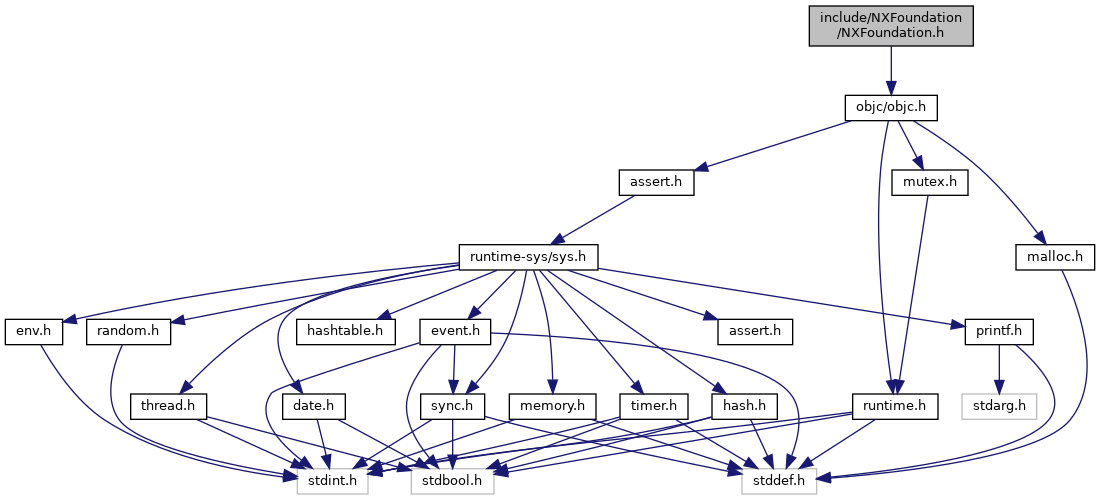 include/NXFoundation
/NXFoundation.h
objc/objc.h
assert.h
mutex.h
runtime-sys/sys.h
malloc.h
env.h
random.h
hashtable.h
event.h
assert.h
printf.h
thread.h
date.h
sync.h
memory.h
timer.h
hash.h
runtime.h
stdarg.h
stdint.h
stdbool.h
stddef.h